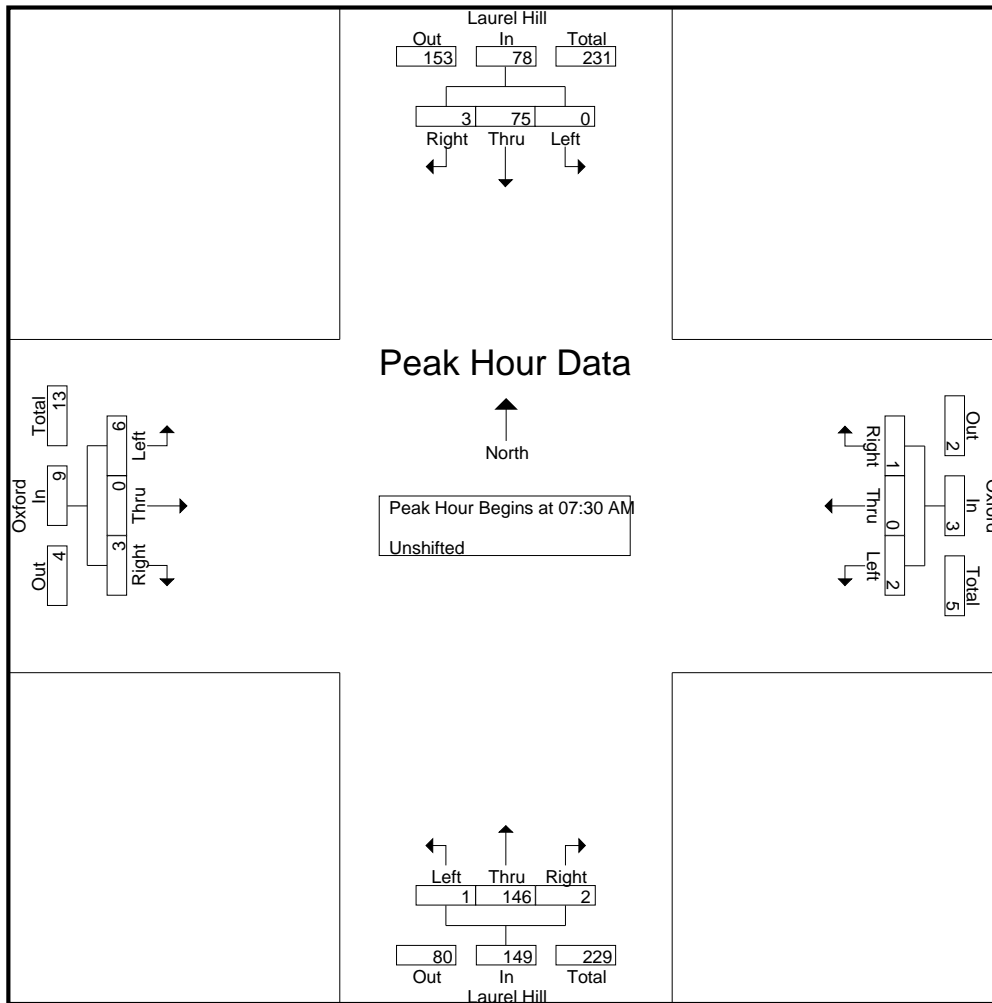 Laurel Hill
Out In Total
153 78 231
3 75 0
Right Thru Left
Peak Hour Data
North
Peak Hour Begins at 07:30 AM
Unshifted
Oxford
Total In Out
13 9 4
6 0 3
Left Thru Right
Right Thru Left
1 0 2
2 3 5
Out In Total
Oxford
Left Thru Right
1 146 2
80 149 229
Out In Total
Laurel Hill